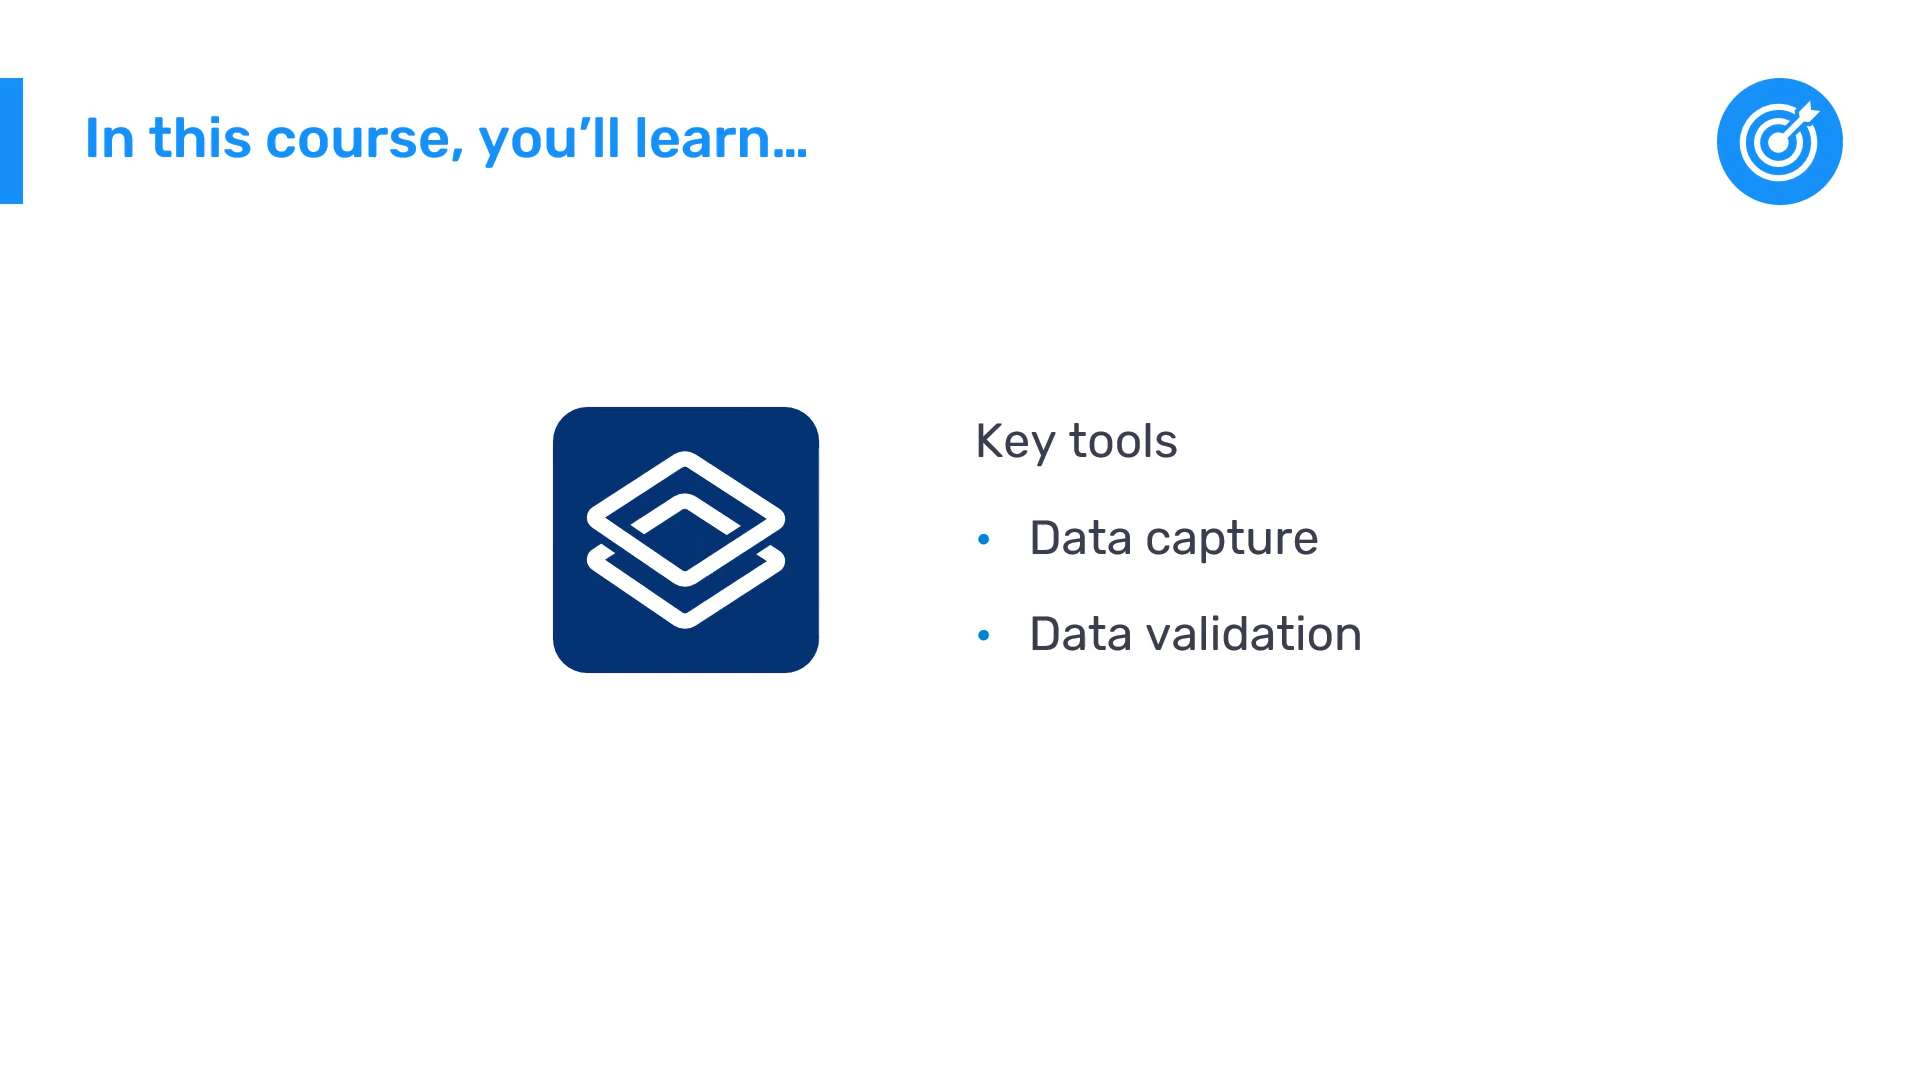 In this course, you’ll learn…
Key tools
• Data capture
• Data validation